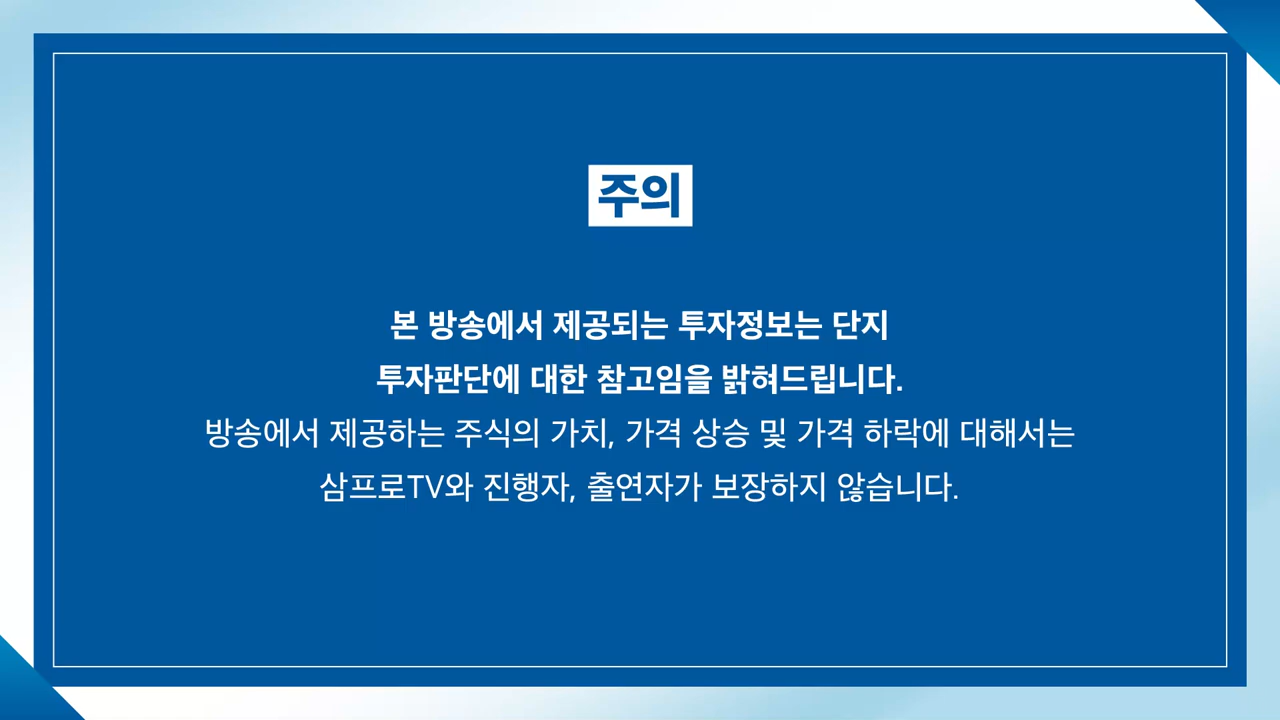 주의
본 방송에서 제공되는 투자정보는 단지
투자판단에 대한 참고임을 밝혀드립니다.
방송에서 제공하는 주식의 가치, 가격 상승 및 가격 하락에 대해서는
삼프로TV와 진행자, 출연자가 보장하지 않습니다.